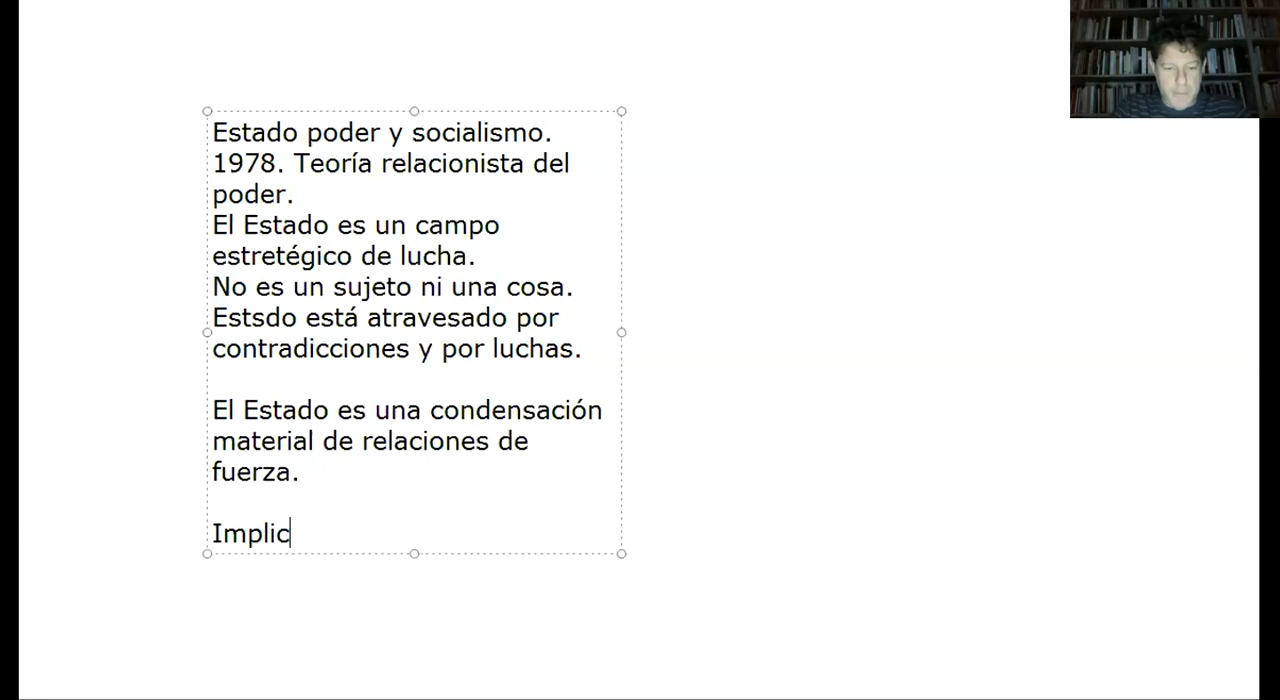 Estado poder y socialismo.
1978. Teoría relacionista del
poder.
El Estado es un campo
estretégico de lucha.
No es un sujeto ni una cosa.
Estsdo está atravesado por
contradicciones y por luchas.
El Estado es una condensación
material de relaciones de
fuerza.
Implic